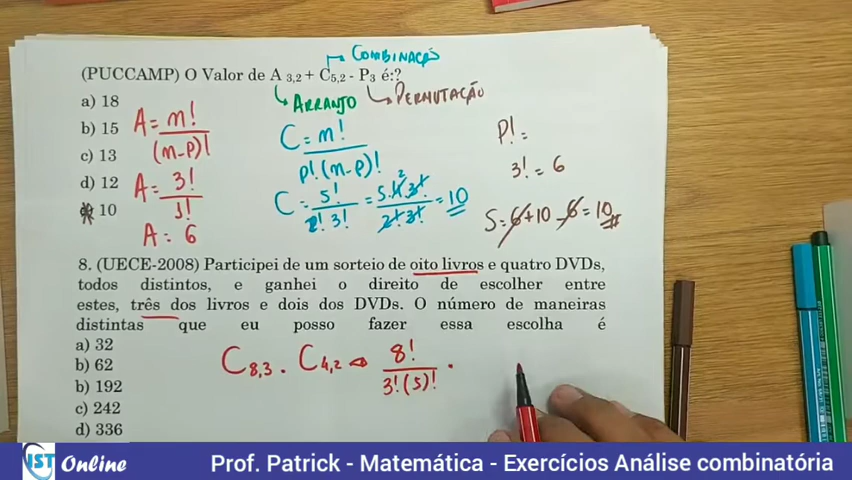 COMBINAÇÃO
(PUCCAMP) O Valor de A 3,2 + C5,2 - P3 é:?
ARRANJO
PERMUTAÇÃO
a) 18
b) 15
c) 13
d) 12
10
A = m!
(m-p)!
A = 3!
1!
A = 6
C = m!
p!(m-p)!
C = 5! = 5.4.3! = 10
2! 3! 2! 3!
P! =
3! = 6
S = 6 + 10 - 6 = 10
8. (UECE-2008) Participei de um sorteio de oito livros e quatro DVDs,
todos distintos, e ganhei o direito de escolher entre
estes, três dos livros e dois dos DVDs. O número de maneiras
distintas que eu posso fazer essa escolha é
a) 32
b) 62
b) 192
c) 242
d) 336
C8,3 . C4,2 ⇔ 8! .
3!(5)!
IST Online
Prof. Patrick - Matemática - Exercícios Análise combinatória